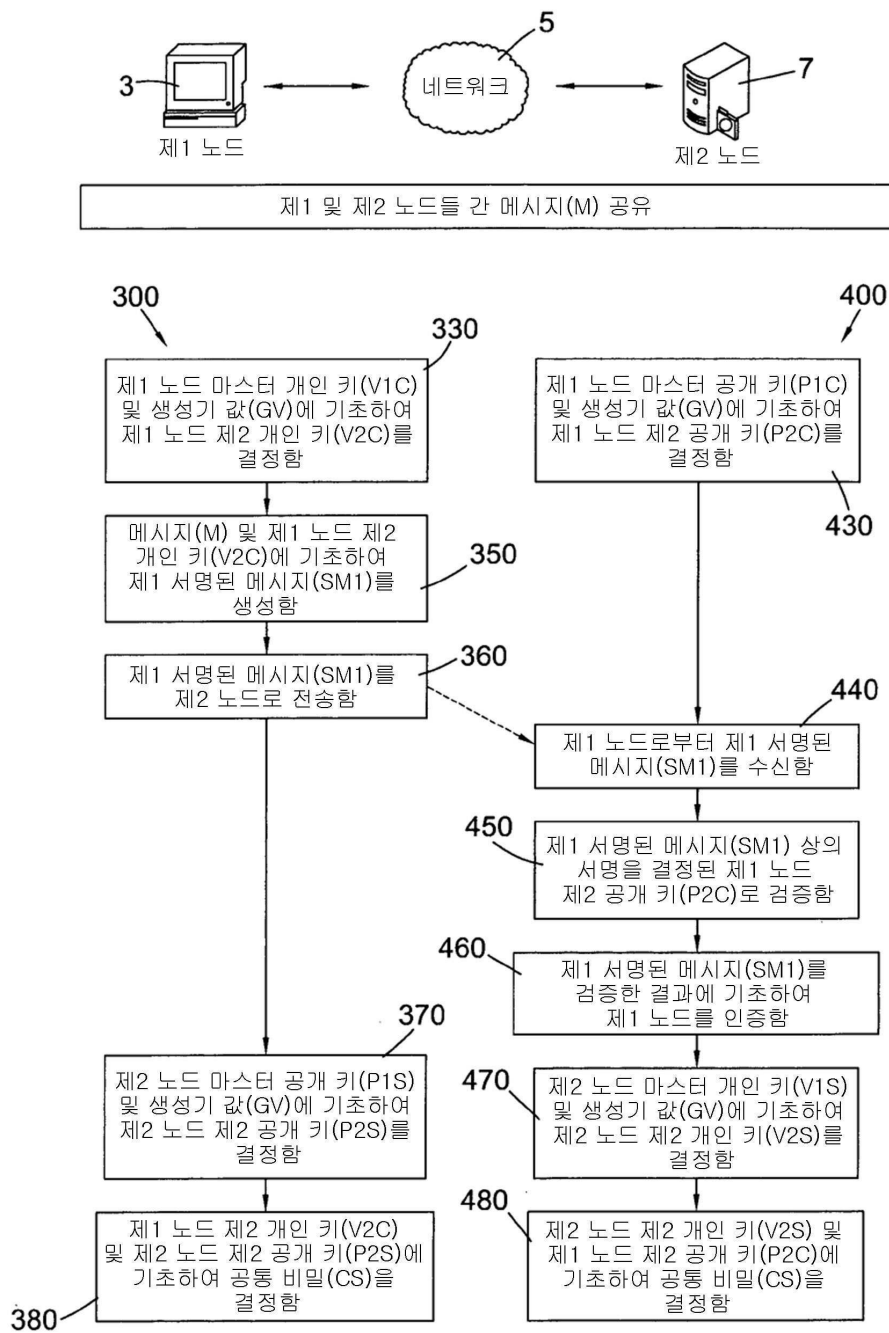 5
3
네트워크
7
제1 노드
제2 노드
제1 및 제2 노드들 간 메시지(M) 공유
300
330
제1 노드 마스터 개인 키(V1C)
및 생성기 값(GV)에 기초하여
제1 노드 제2 개인 키(V2C)를
결정함
메시지(M) 및 제1 노드 제2
개인 키(V2C)에 기초하여
제1 서명된 메시지(SM1)를
생성함
350
제1 서명된 메시지(SM1)를
제2 노드로 전송함
360
370
제2 노드 마스터 공개 키(P1S)
및 생성기 값(GV)에 기초하여
제2 노드 제2 공개 키(P2S)를
결정함
제1 노드 제2 개인 키(V2C)
및 제2 노드 제2 공개 키(P2S)에
기초하여 공통 비밀(CS)을
결정함
380
400
제1 노드 마스터 공개 키(P1C)
및 생성기 값(GV)에 기초하여
제1 노드 제2 공개 키(P2C)를
결정함
430
440
제1 노드로부터 제1 서명된
메시지(SM1)를 수신함
450
제1 서명된 메시지(SM1) 상의
서명을 결정된 제1 노드
제2 공개 키(P2C)로 검증함
460
제1 서명된 메시지(SM1)를
검증한 결과에 기초하여
제1 노드를 인증함
470
제2 노드 마스터 개인 키(V1S)
및 생성기 값(GV)에 기초하여
제2 노드 제2 개인 키(V2S)를
결정함
480
제2 노드 제2 개인 키(V2S) 및
제1 노드 제2 공개 키(P2C)에
기초하여 공통 비밀(CS)을
결정함